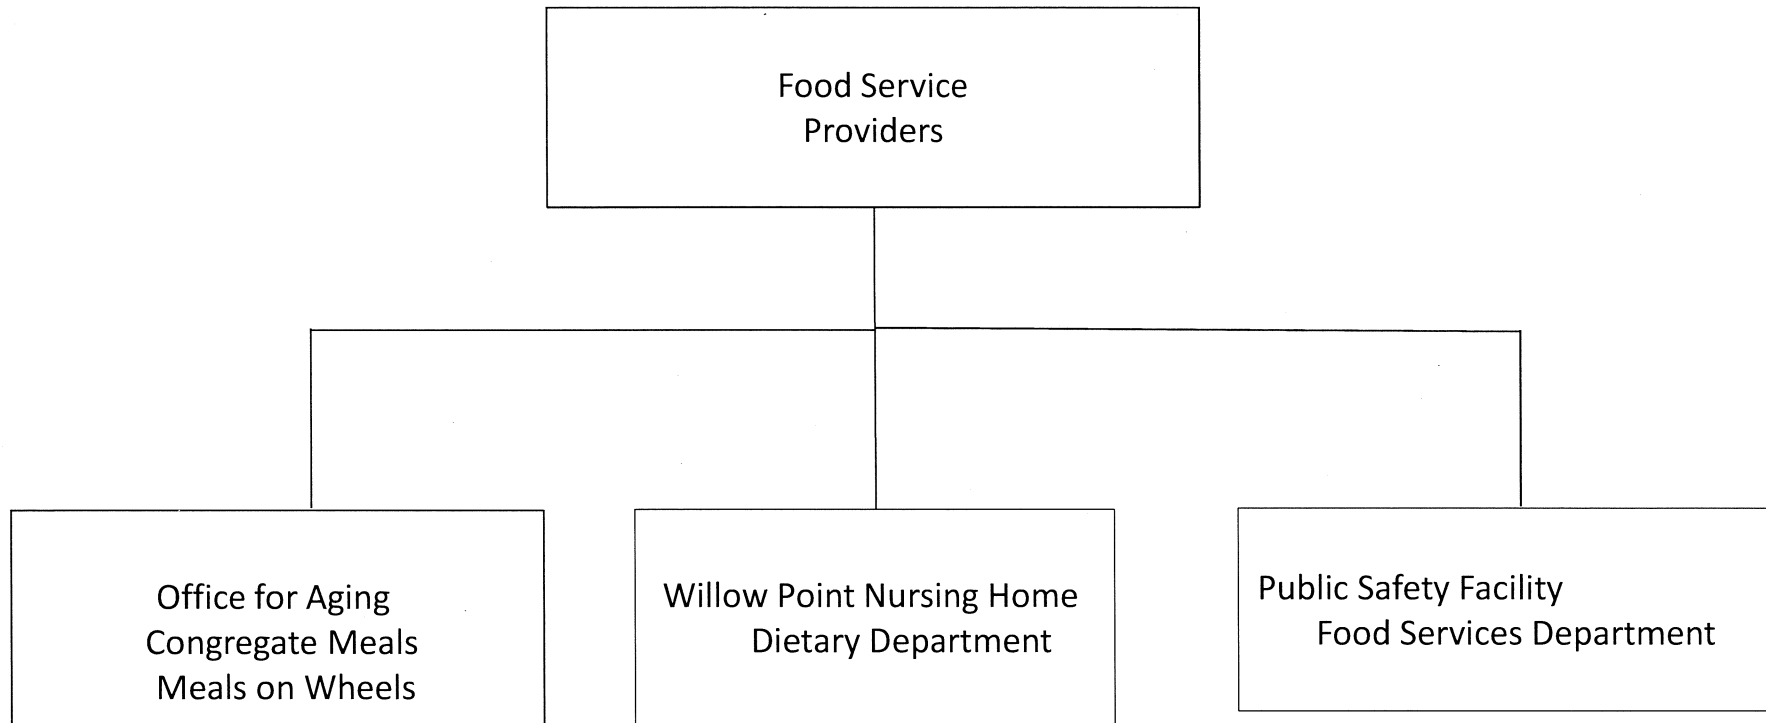 Food Service
Providers
Office for Aging
Congregate Meals
Meals on Wheels
Willow Point Nursing Home
Dietary Department
Public Safety Facility
Food Services Department